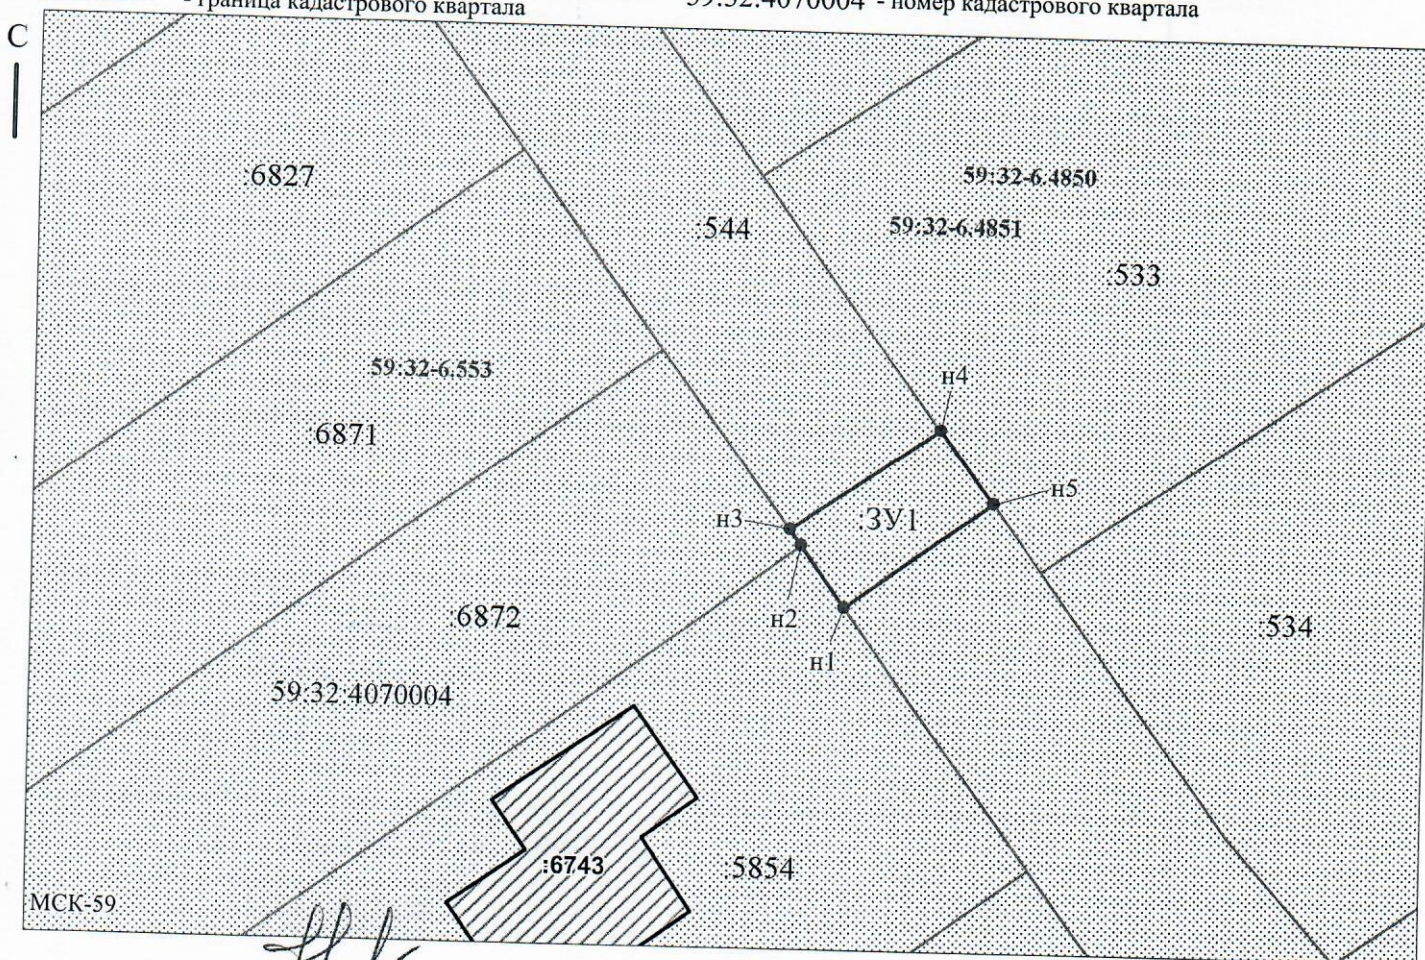 - граница кадастрового квартала
59:32:4070004 - номер кадастрового квартала
С
:6827
59:32-6.4850
:544
59:32-6.4851
:533
59:32-6.553
н4
:6871
н5
н3
:ЗУ1
:6872
н2
:534
н1
59:32:4070004
:6743
:5854
МСК-59